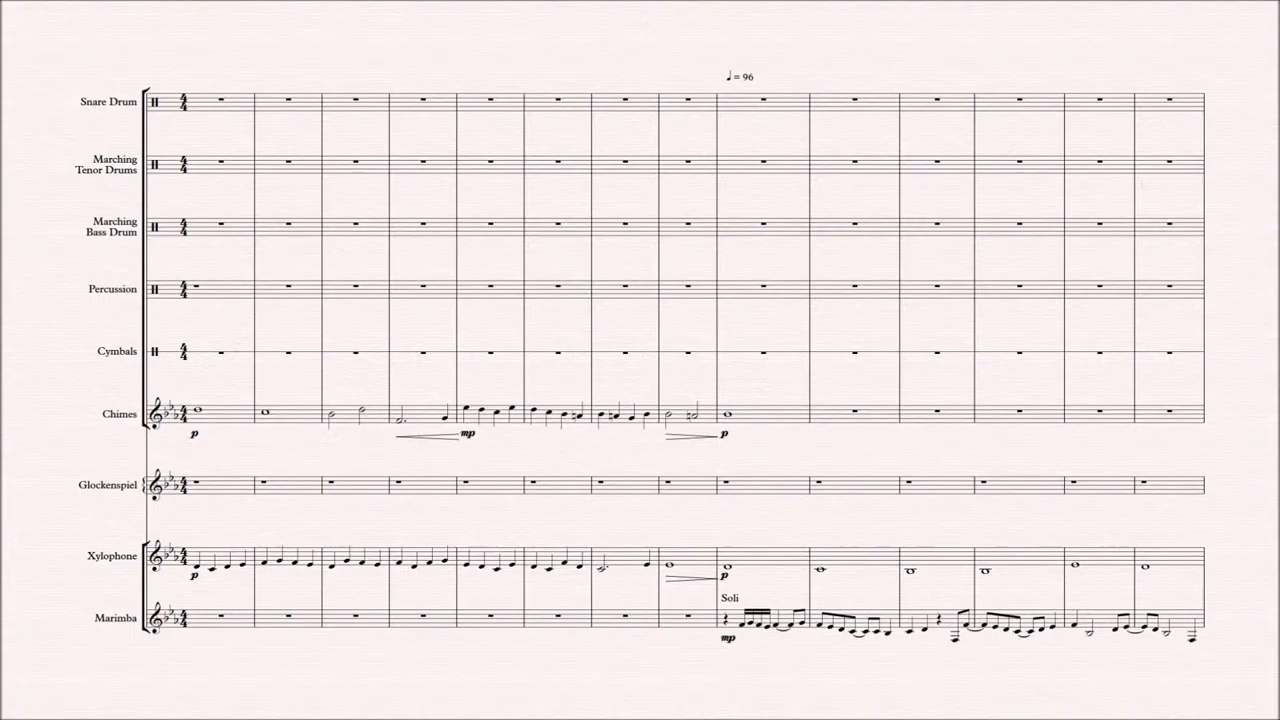 ♩ = 96
Snare Drum
Marching
Tenor Drums
Marching
Bass Drum
Percussion
Cymbals
Chimes
p
mp
p
Glockenspiel
Xylophone
p
p
Soli
Marimba
mp